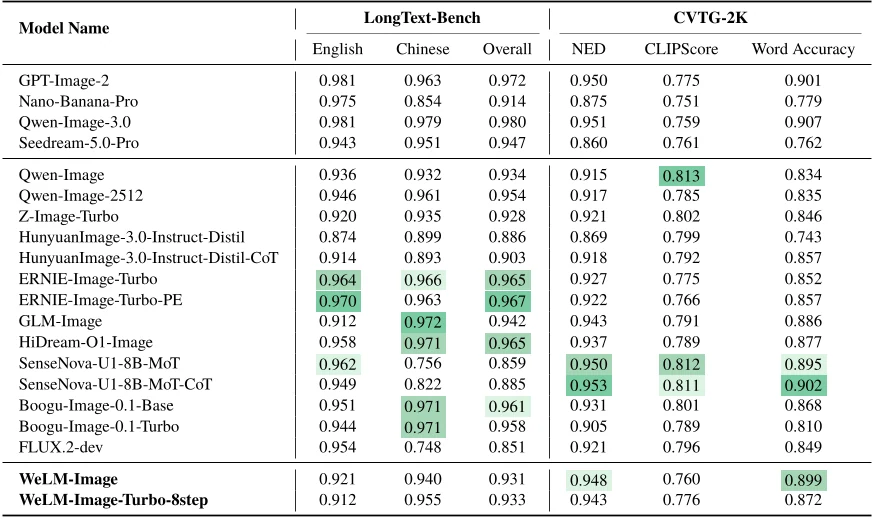 Model Name LongText-Bench CVTG-2K
English Chinese Overall NED CLIPScore Word Accuracy
GPT-Image-2 0.981 0.963 0.972 0.950 0.775 0.901
Nano-Banana-Pro 0.975 0.854 0.914 0.875 0.751 0.779
Qwen-Image-3.0 0.981 0.979 0.980 0.951 0.759 0.907
Seedream-5.0-Pro 0.943 0.951 0.947 0.860 0.761 0.762
Qwen-Image 0.936 0.932 0.934 0.915 0.813 0.834
Qwen-Image-2512 0.946 0.961 0.954 0.917 0.785 0.835
Z-Image-Turbo 0.920 0.935 0.928 0.921 0.802 0.846
HunyuanImage-3.0-Instruct-Distil 0.874 0.899 0.886 0.869 0.799 0.743
HunyuanImage-3.0-Instruct-Distil-CoT 0.914 0.893 0.903 0.918 0.792 0.857
ERNIE-Image-Turbo 0.964 0.966 0.965 0.927 0.775 0.852
ERNIE-Image-Turbo-PE 0.970 0.963 0.967 0.922 0.766 0.857
GLM-Image 0.912 0.972 0.942 0.943 0.791 0.886
HiDream-O1-Image 0.958 0.971 0.965 0.937 0.789 0.877
SenseNova-U1-8B-MoT 0.962 0.756 0.859 0.950 0.812 0.895
SenseNova-U1-8B-MoT-CoT 0.949 0.822 0.885 0.953 0.811 0.902
Boogu-Image-0.1-Base 0.951 0.971 0.961 0.931 0.801 0.868
Boogu-Image-0.1-Turbo 0.944 0.971 0.958 0.905 0.789 0.810
FLUX.2-dev 0.954 0.748 0.851 0.921 0.796 0.849
WeLM-Image 0.921 0.940 0.931 0.948 0.760 0.899
WeLM-Image-Turbo-8step 0.912 0.955 0.933 0.943 0.776 0.872